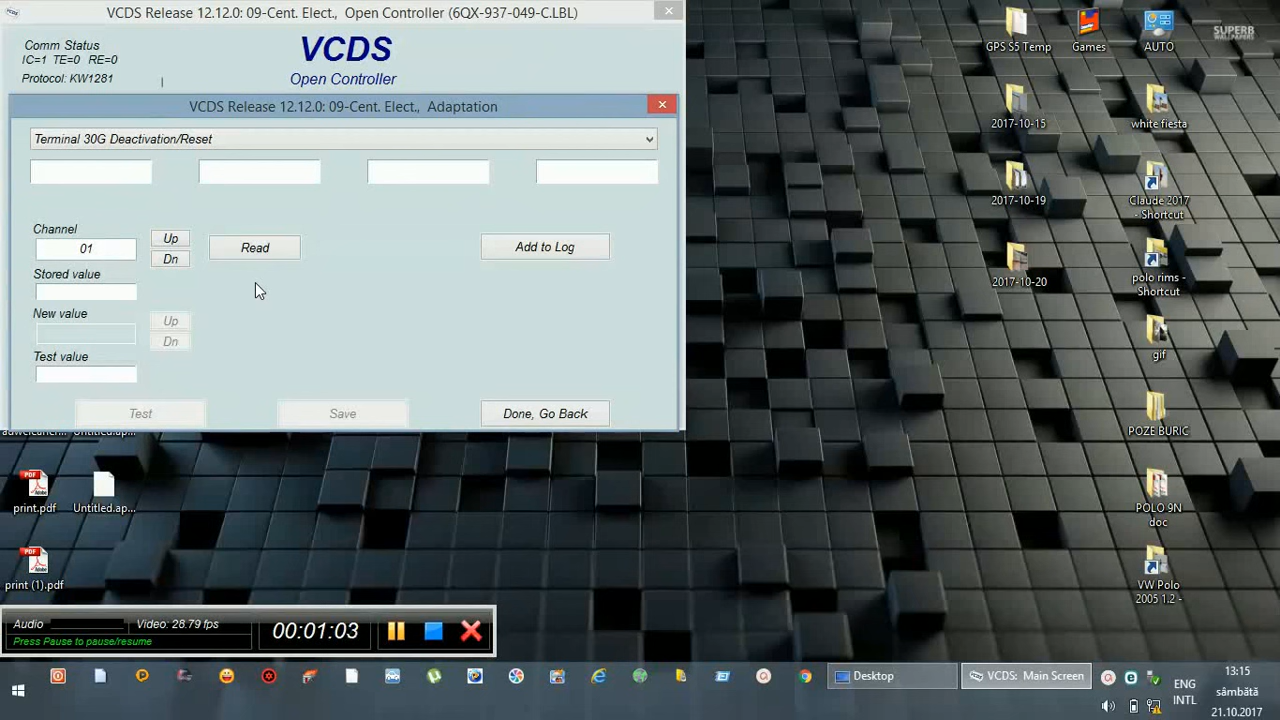 VCDS Release 12.12.0: 09-Cent. Elect., Open Controller (6QX-937-049-C.LBL)
Comm Status
IC=1 TE=0 RE=0
Protocol: KW1281
VCDS
Open Controller
VCDS Release 12.12.0: 09-Cent. Elect., Adaptation
Terminal 30G Deactivation/Reset
Channel
01
Up
Dn
Read
Add to Log
Stored value
New value
Up
Dn
Test value
Test
Save
Done, Go Back
GPS S5 Temp
Games
AUTO
SUPERB
WALLPAPERS
2017-10-15
white fiesta
2017-10-19
Claude 2017
- Shortcut
2017-10-20
polo rims -
Shortcut
gif
POZE BURIC
POLO 9N
doc
VW Polo
2005 1.2 -
Untitled.ap...
print.pdf
Untitled.ap...
print (1).pdf
Audio
Video: 28.79 fps
Press Pause to pause/resume
00:01:03
Desktop
VCDS: Main Screen
ENG
INTL
13:15
sâmbătă
21.10.2017